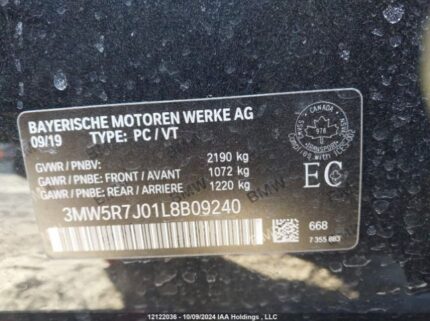 BAYERISCHE MOTOREN WERKE AG
09/19 TYPE: PC / VT
GVWR / PNBV: 2190 kg
GAWR / PNBE: FRONT / AVANT 1072 kg
GAWR / PNBE: REAR / ARRIERE 1220 kg
CANADA
978
EC
3MW5R7J01L8B09240
668
7 355 883
12122036 - 10/09/2024 IAA Holdings , LLC